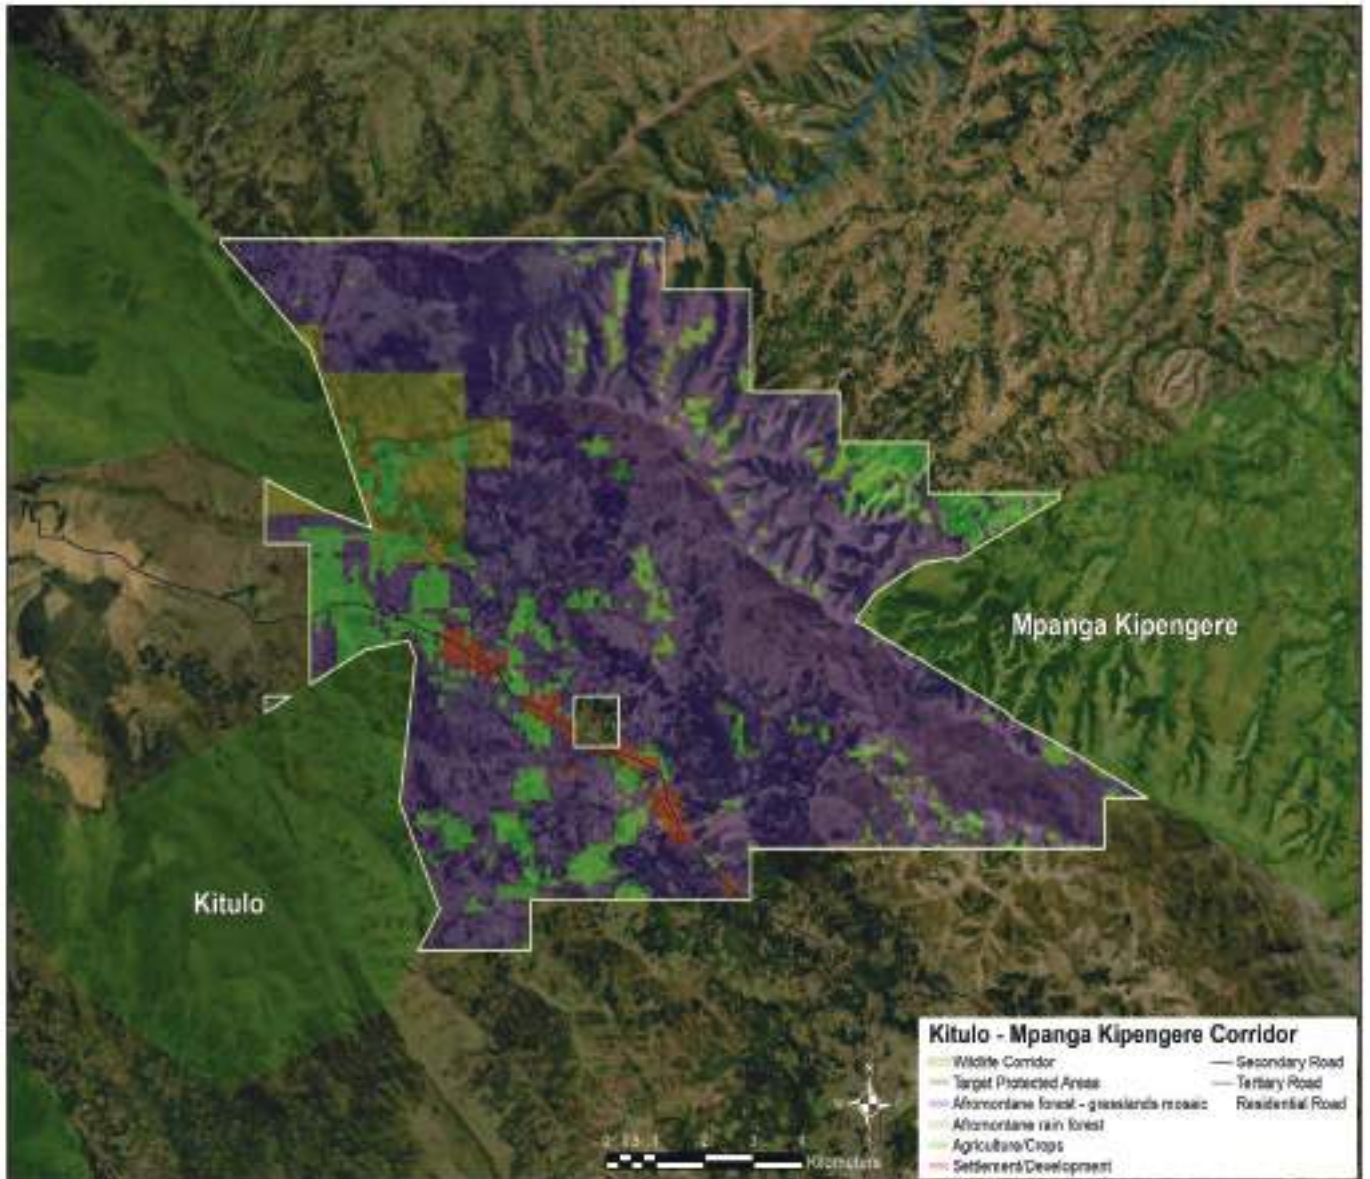 Mpanga Kipengere
Kitulo
Kitulo - Mpanga Kipengere Corridor
Wildlife Corridor
Target Protected Areas
Afromontane forest - grasslands mosaic
Afromontane rain forest
Agriculture/Crops
Settlement/Development
Secondary Road
Tertiary Road
Residential Road
Kilometers